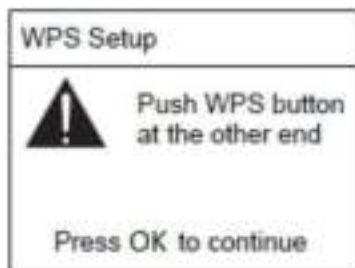 WPS Setup
Push WPS button
at the other end
Press OK to continue